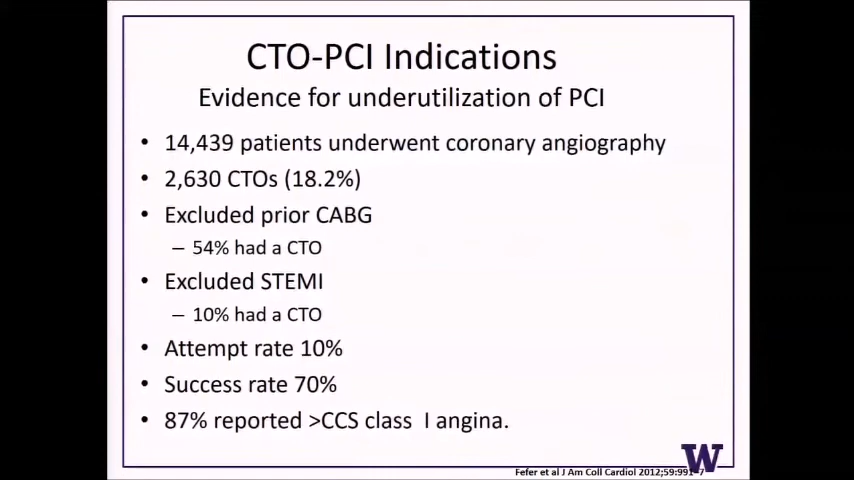 CTO-PCI Indications
Evidence for underutilization of PCI
• 14,439 patients underwent coronary angiography
• 2,630 CTOs (18.2%)
• Excluded prior CABG
– 54% had a CTO
• Excluded STEMI
– 10% had a CTO
• Attempt rate 10%
• Success rate 70%
• 87% reported >CCS class I angina.
W
Fefer et al J Am Coll Cardiol 2012;59:991-7